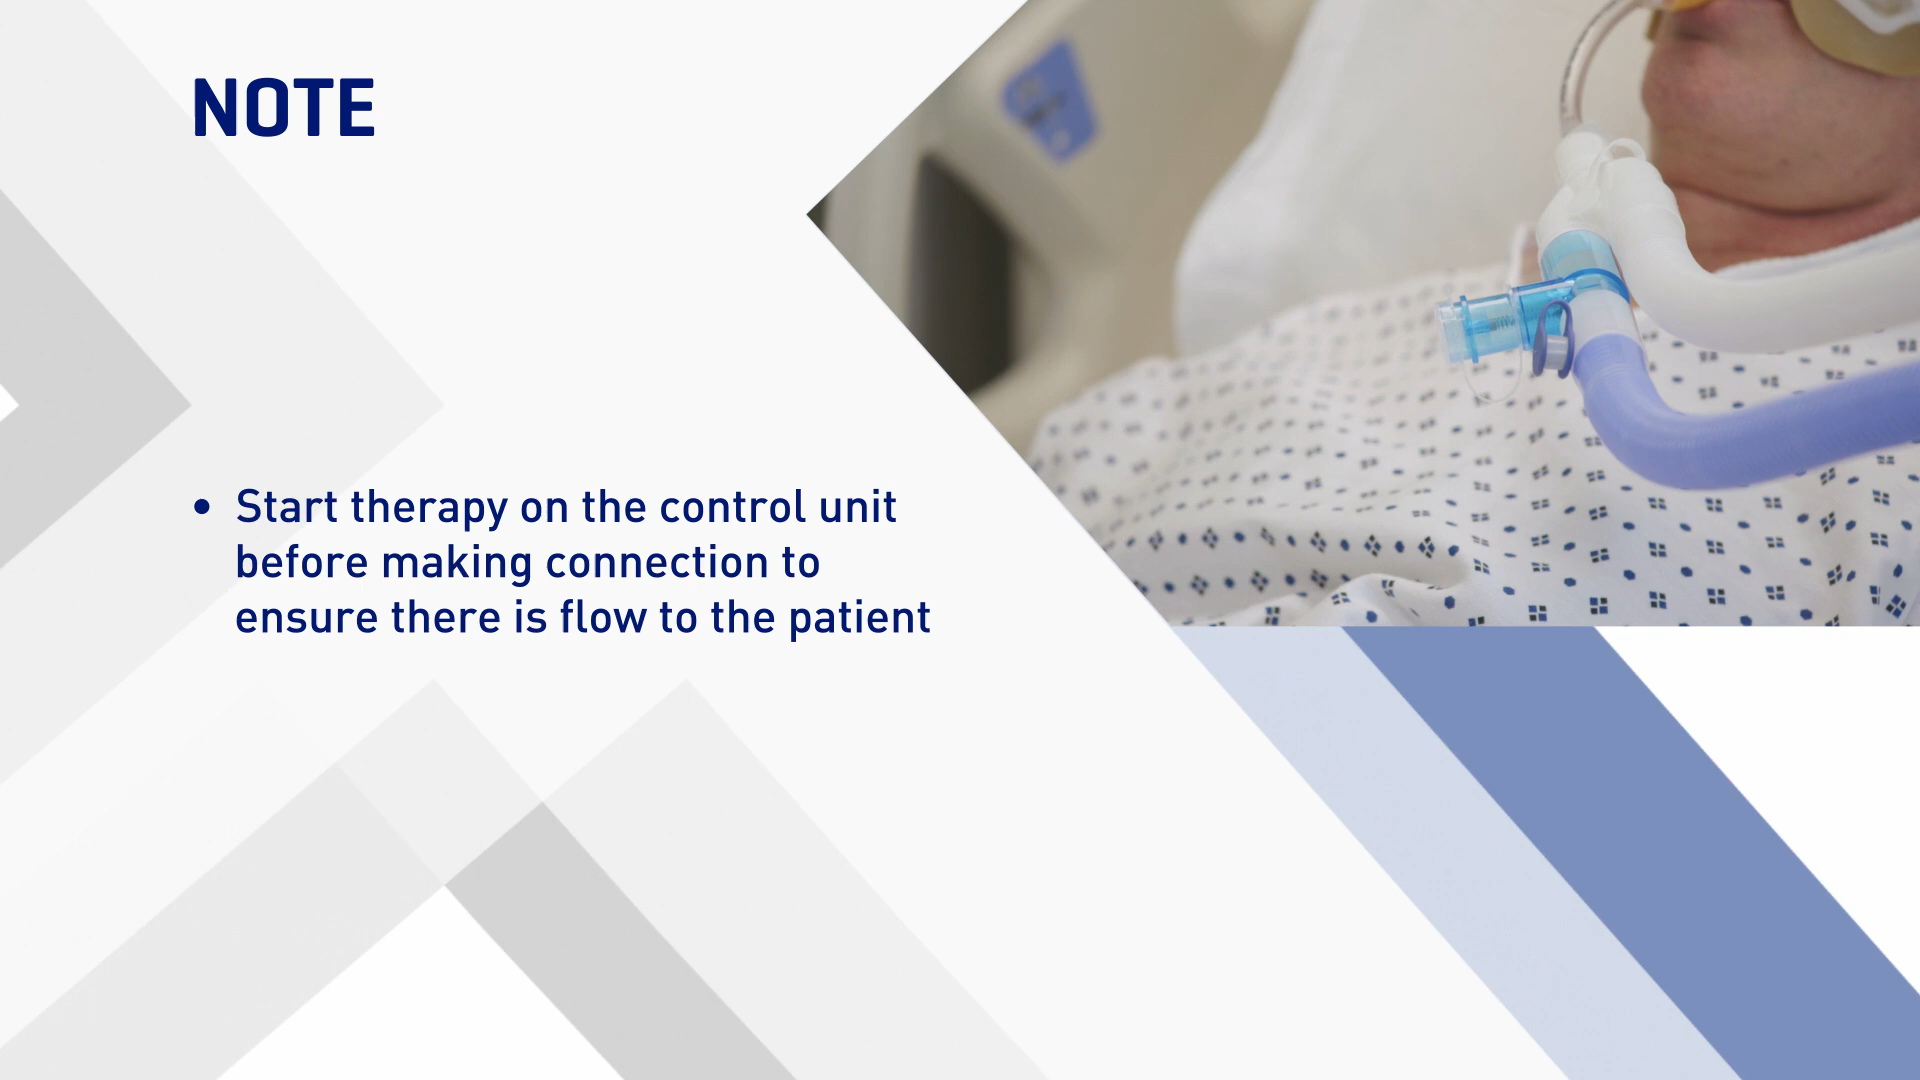 NOTE
• Start therapy on the control unit
before making connection to
ensure there is flow to the patient